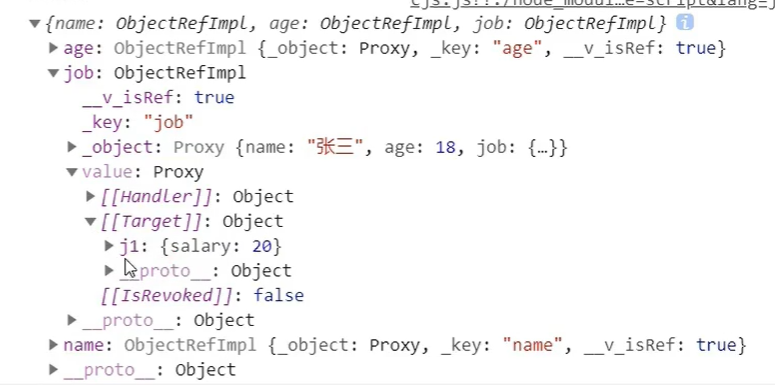 cjs.js??./node_modul…e=script&lang=j
▼{name: ObjectRefImpl, age: ObjectRefImpl, job: ObjectRefImpl} i
▶age: ObjectRefImpl {_object: Proxy, _key: "age", __v_isRef: true}
▼job: ObjectRefImpl
__v_isRef: true
_key: "job"
▶_object: Proxy {name: "张三", age: 18, job: {…}}
▼value: Proxy
▶[[Handler]]: Object
▼[[Target]]: Object
▶j1: {salary: 20}
▶__proto__: Object
[[IsRevoked]]: false
▶__proto__: Object
▶name: ObjectRefImpl {_object: Proxy, _key: "name", __v_isRef: true}
▶__proto__: Object